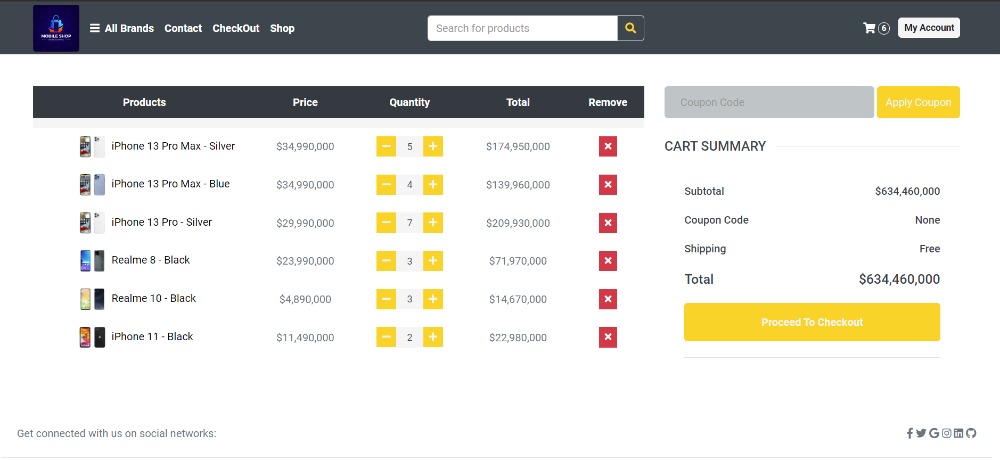 MOBILE SHOP
STORE & SERVICE
All Brands Contact CheckOut Shop
Search for products
6
My Account
Products Price Quantity Total Remove
iPhone 13 Pro Max - Silver $34,990,000 5 $174,950,000
iPhone 13 Pro Max - Blue $34,990,000 4 $139,960,000
iPhone 13 Pro - Silver $29,990,000 7 $209,930,000
Realme 8 - Black $23,990,000 3 $71,970,000
Realme 10 - Black $4,890,000 3 $14,670,000
iPhone 11 - Black $11,490,000 2 $22,980,000
Coupon Code Apply Coupon
CART SUMMARY
Subtotal $634,460,000
Coupon Code None
Shipping Free
Total $634,460,000
Proceed To Checkout
Get connected with us on social networks: